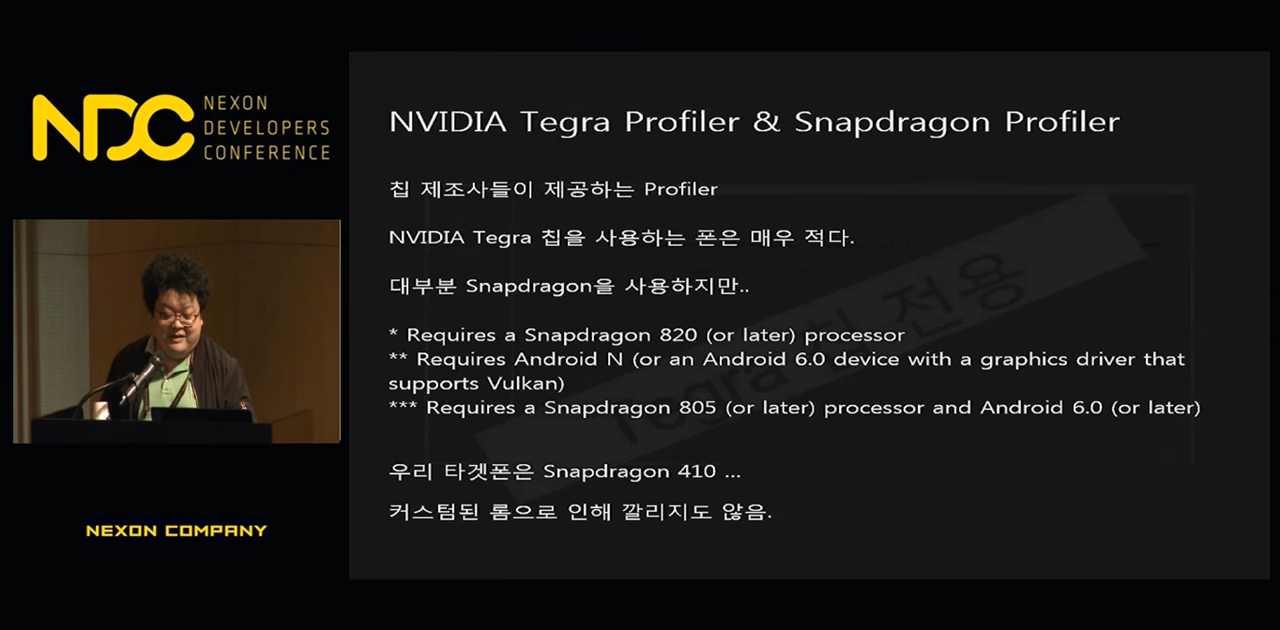 NDC
NEXON
DEVELOPERS
CONFERENCE
NVIDIA Tegra Profiler & Snapdragon Profiler
칩 제조사들이 제공하는 Profiler
NVIDIA Tegra 칩을 사용하는 폰은 매우 적다.
대부분 Snapdragon을 사용하지만..
* Requires a Snapdragon 820 (or later) processor
** Requires Android N (or an Android 6.0 device with a graphics driver that
supports Vulkan)
*** Requires a Snapdragon 805 (or later) processor and Android 6.0 (or later)
우리 타겟폰은 Snapdragon 410 ...
커스텀된 롬으로 인해 깔리지도 않음.
Tegra
전용
NEXON COMPANY